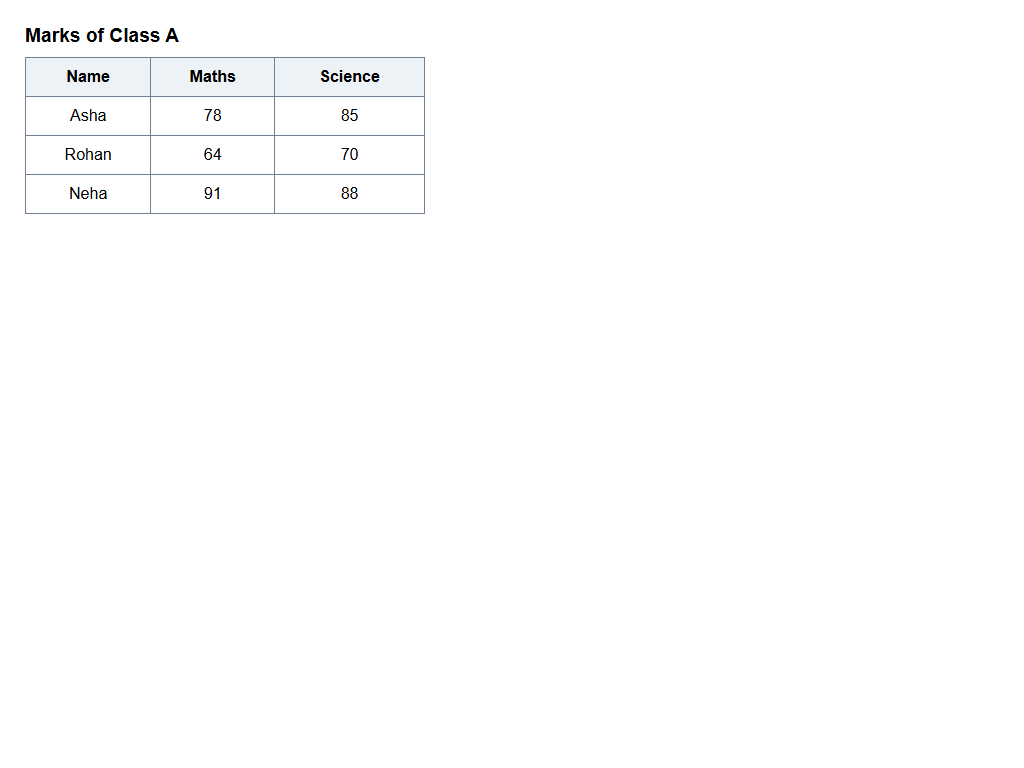 Marks of Class A
Name Maths Science
Asha 78 85
Rohan 64 70
Neha 91 88